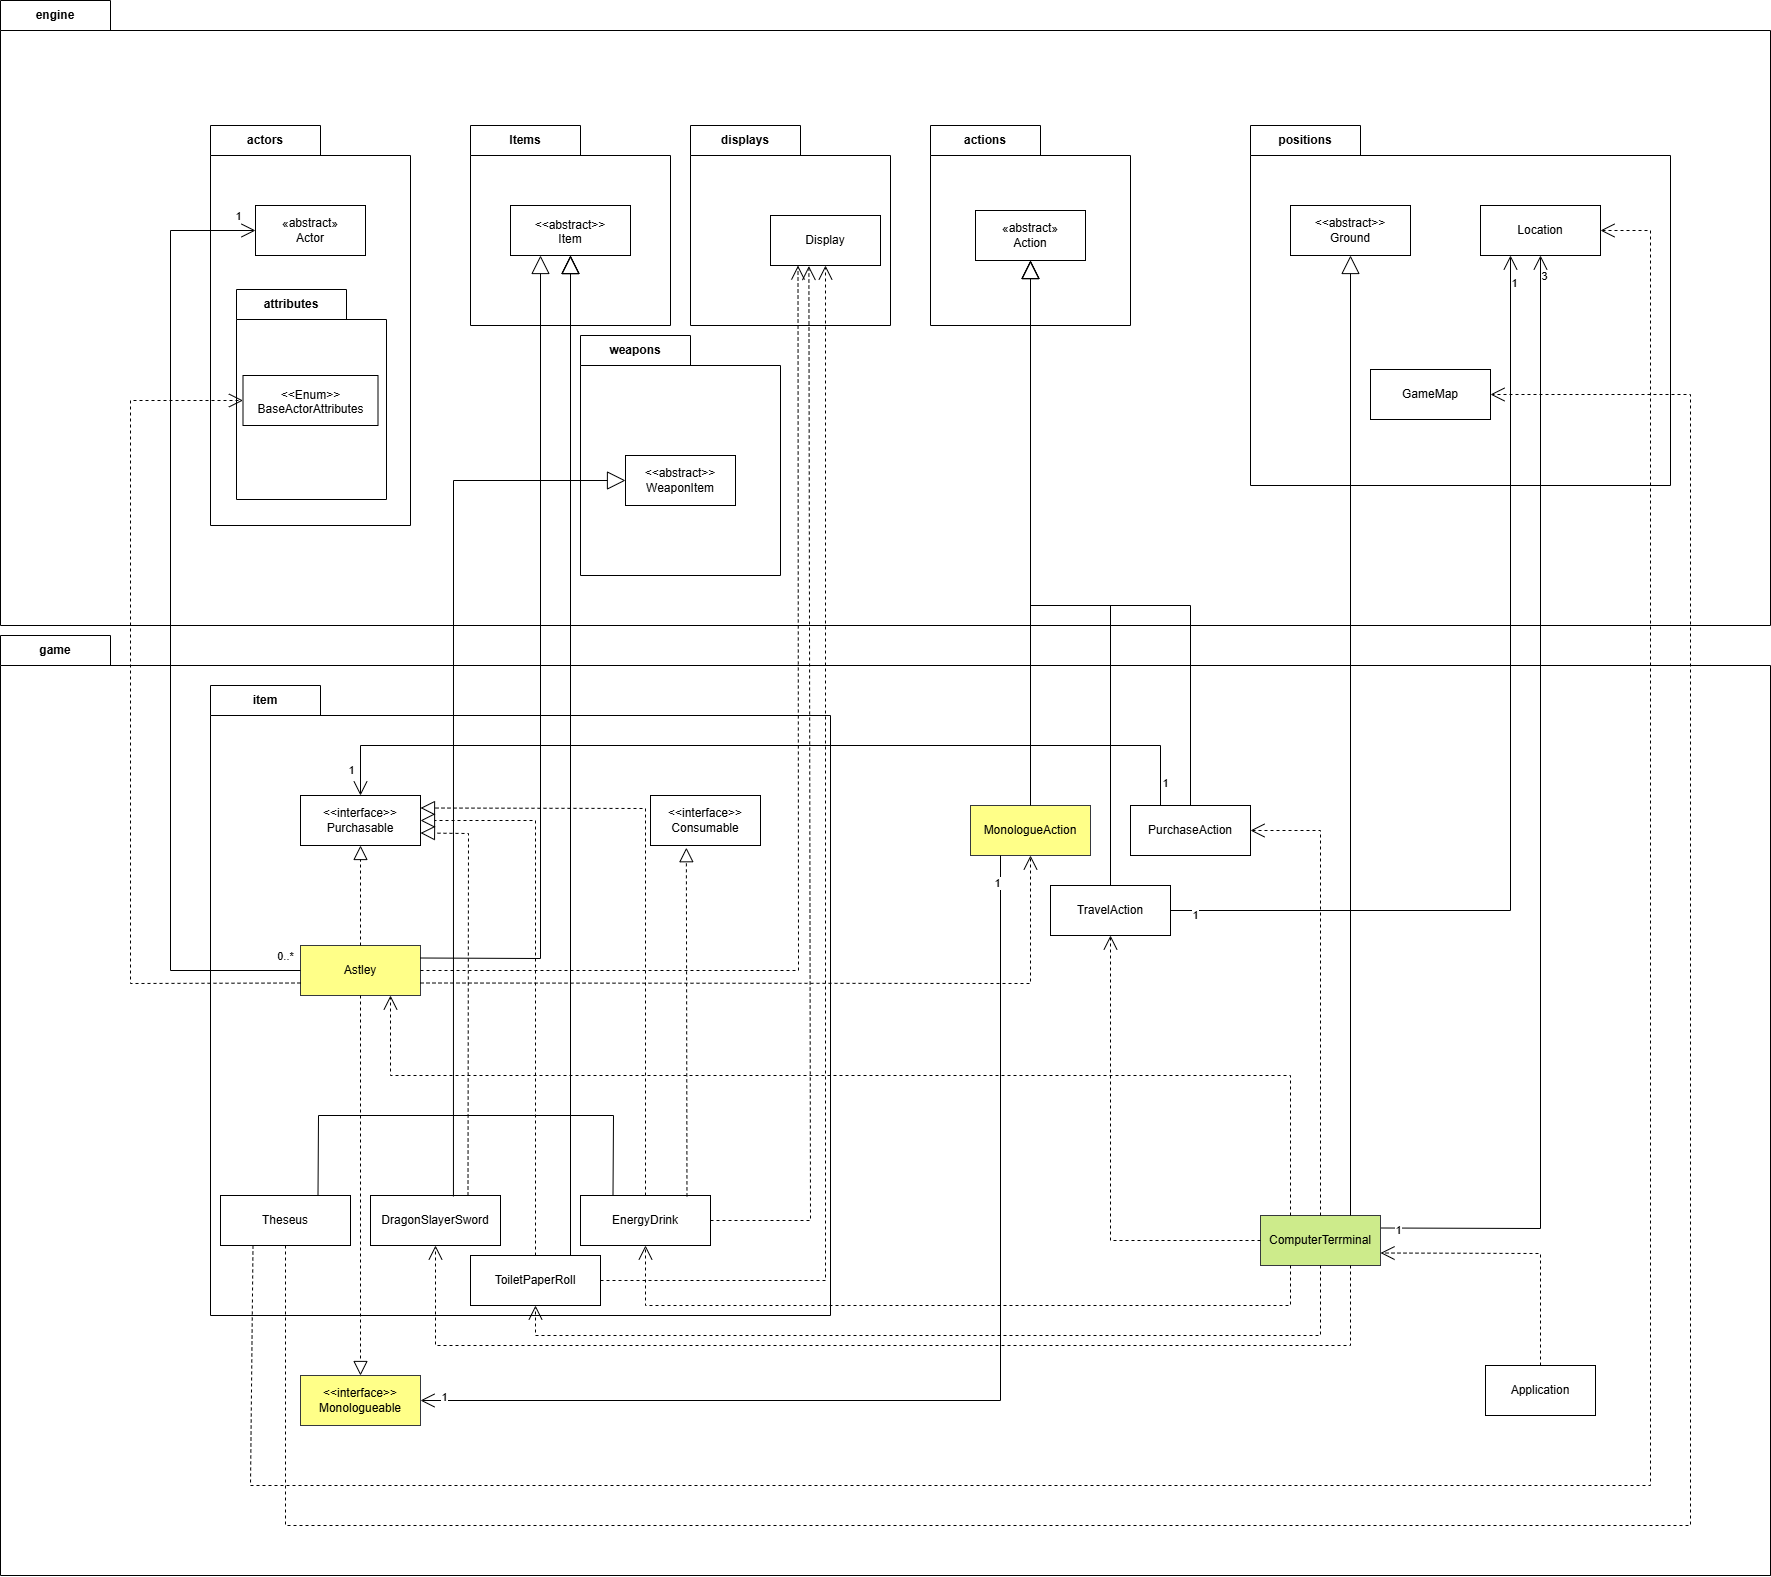 engine
actors
Items
displays
actions
positions
1
«abstract»
Actor
<<abstract>>
Item
Display
«abstract»
Action
<<abstract>>
Ground
Location
1
3
attributes
<<Enum>>
BaseActorAttributes
weapons
<<abstract>>
WeaponItem
GameMap
game
item
1
1
<<interface>>
Purchasable
<<interface>>
Consumable
MonologueAction
PurchaseAction
1
TravelAction
1
0..*
Astley
Theseus
DragonSlayerSword
EnergyDrink
ToiletPaperRoll
ComputerTerrminal
1
<<interface>>
Monologueable
1
Application